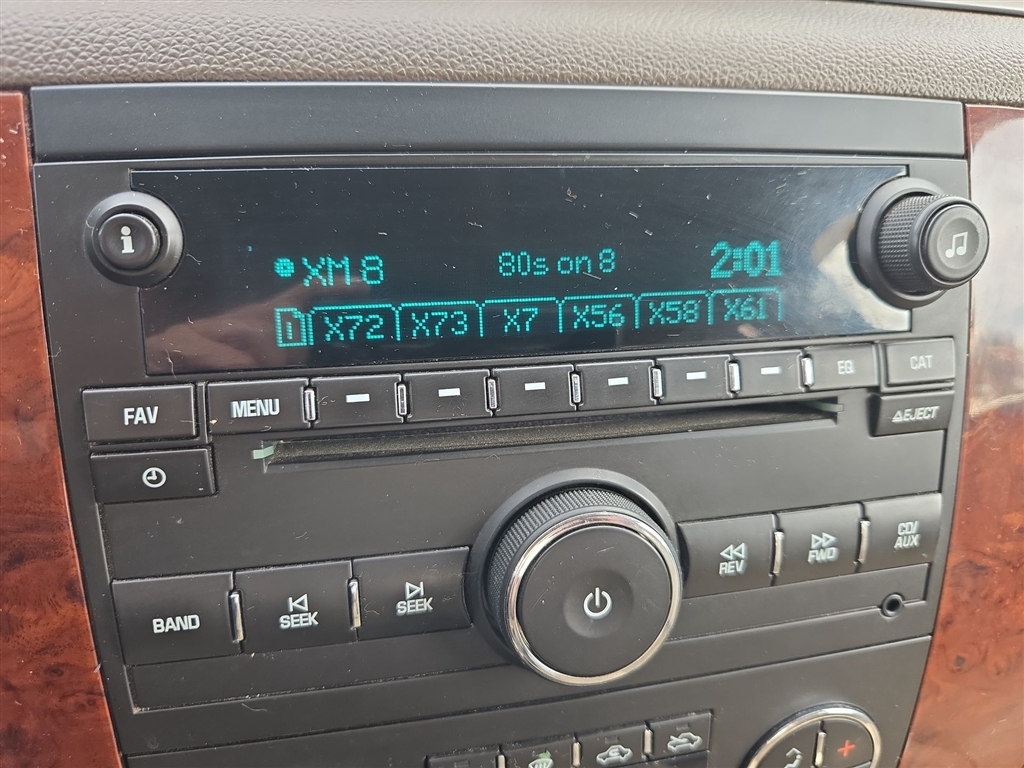 i
XM 8 80s on 8 2:01
1 X72 X73 X7 X56 X58 X61
FAV MENU EQ CAT
EJECT
REV FWD CD/
AUX
BAND SEEK SEEK